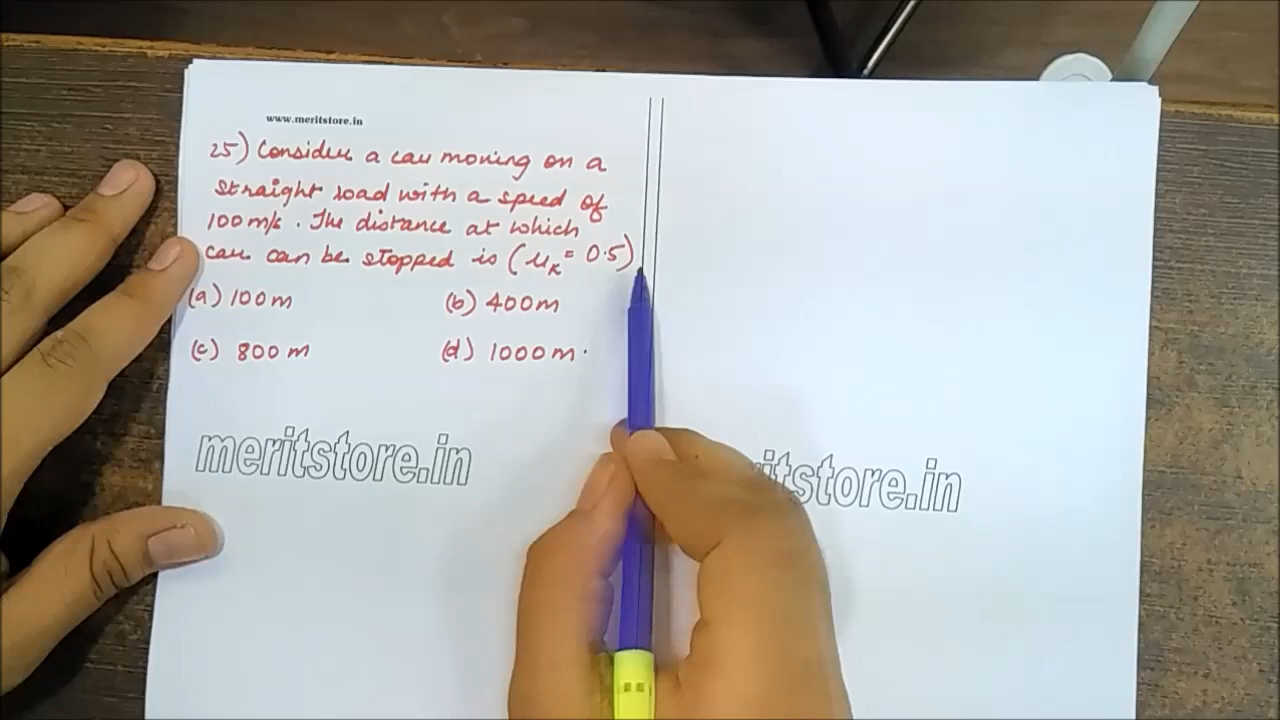 www.meritstore.in
25) Consider a car moving on a
straight road with a speed of
100 m/s. The distance at which
car can be stopped is (μk = 0.5)
(a) 100 m (b) 400 m
(c) 800 m (d) 1000 m.
meritstore.in
itstore.in